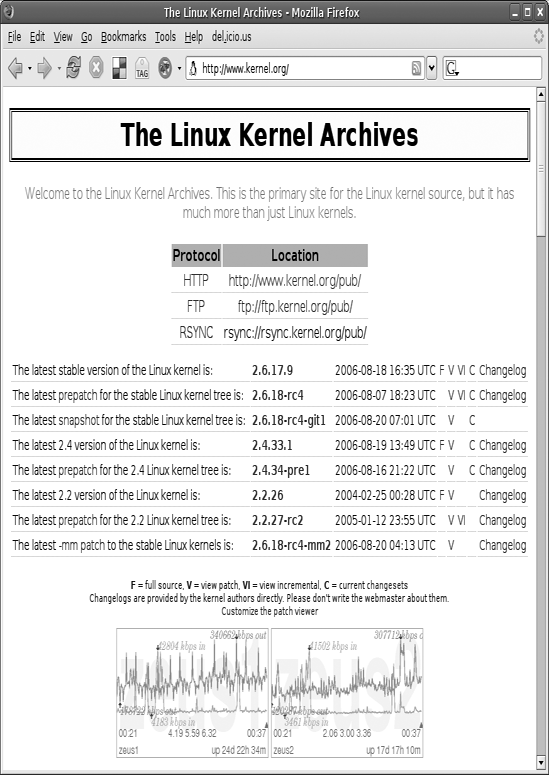 The Linux Kernel Archives - Mozilla Firefox
File Edit View Go Bookmarks Tools Help del.icio.us
TAG http://www.kernel.org/ G
The Linux Kernel Archives
Welcome to the Linux Kernel Archives. This is the primary site for the Linux kernel source, but it has
much more than just Linux kernels.
Protocol Location
HTTP http://www.kernel.org/pub/
FTP ftp://ftp.kernel.org/pub/
RSYNC rsync://rsync.kernel.org/pub/
The latest stable version of the Linux kernel is: 2.6.17.9 2006-08-18 16:35 UTC F V VI C Changelog
The latest prepatch for the stable Linux kernel tree is: 2.6.18-rc4 2006-08-07 18:23 UTC V VI C Changelog
The latest snapshot for the stable Linux kernel tree is: 2.6.18-rc4-git1 2006-08-20 07:01 UTC V C
The latest 2.4 version of the Linux kernel is: 2.4.33.1 2006-08-19 13:49 UTC F V C Changelog
The latest prepatch for the 2.4 Linux kernel tree is: 2.4.34-pre1 2006-08-16 21:22 UTC V C Changelog
The latest 2.2 version of the Linux kernel is: 2.2.26 2004-02-25 00:28 UTC F V Changelog
The latest prepatch for the 2.2 Linux kernel tree is: 2.2.27-rc2 2005-01-12 23:55 UTC V VI Changelog
The latest -mm patch to the stable Linux kernels is: 2.6.18-rc4-mm2 2006-08-20 04:13 UTC V Changelog
F = full source, V = view patch, VI = view incremental, C = current changesets
Changelogs are provided by the kernel authors directly. Please don't write the webmaster about them.
Customize the patch viewer
340662 kbps out 307712 kbps o
42804 kbps in 41502 kbps in
kbps out kbps out
4183 kbps in 3461 kbps in
00:21 4.19 5.59 6.32 00:37 00:21 2.06 3.00 3.36 00:37
zeus1 up 24d 22h 34m zeus2 up 17d 17h 10m